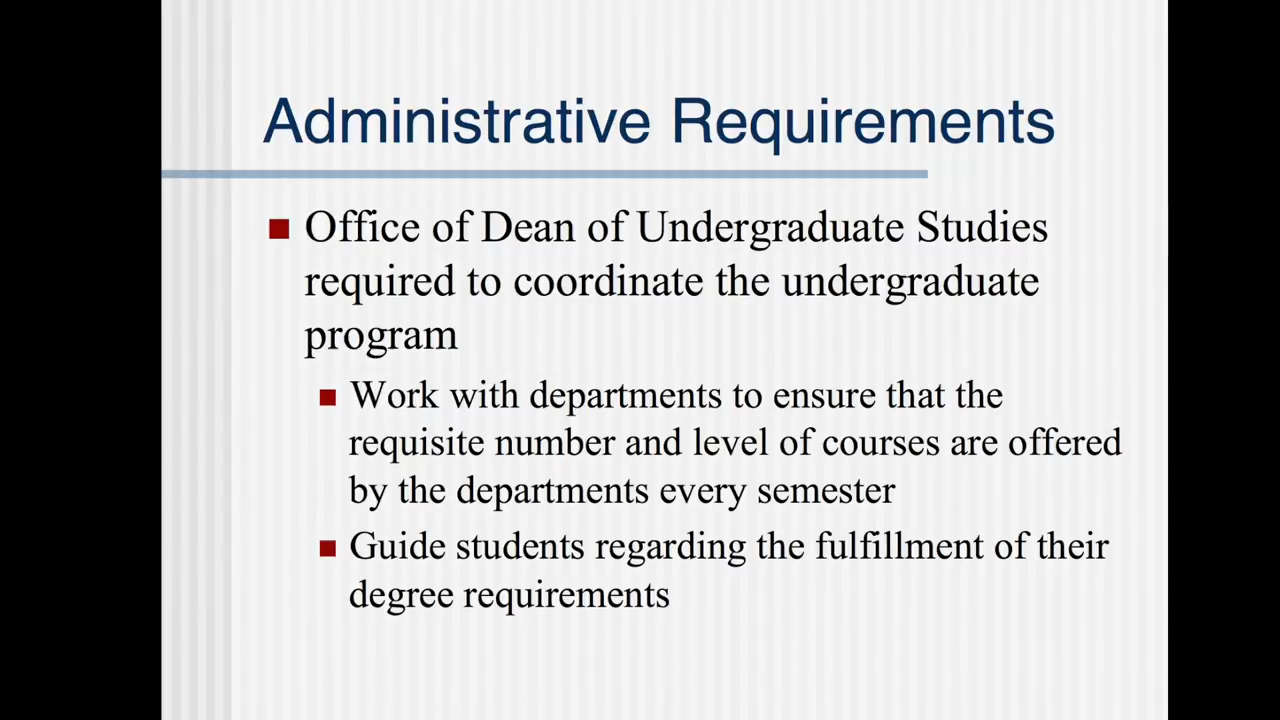 Administrative Requirements
Office of Dean of Undergraduate Studies
required to coordinate the undergraduate
program
Work with departments to ensure that the
requisite number and level of courses are offered
by the departments every semester
Guide students regarding the fulfillment of their
degree requirements